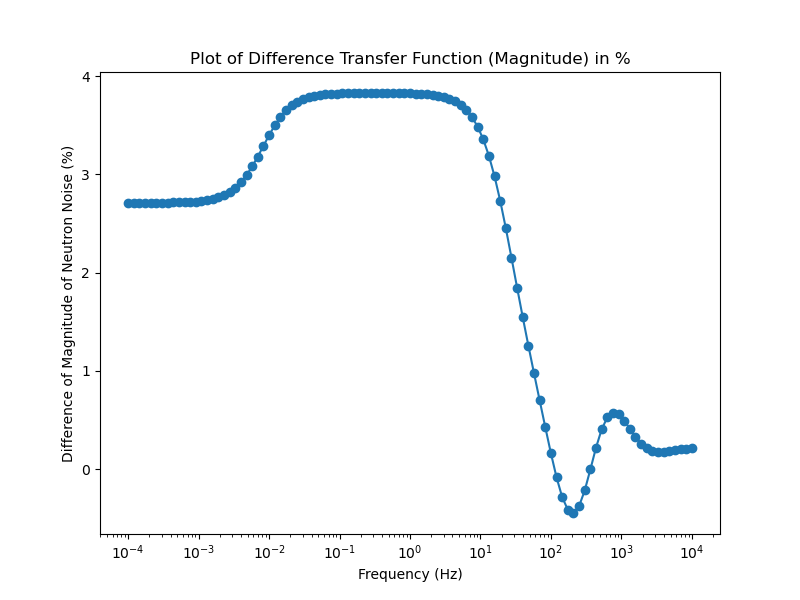 Plot of Difference Transfer Function (Magnitude) in %
Difference of Magnitude of Neutron Noise (%)
4
3
2
1
0
10⁻⁴ 10⁻³ 10⁻² 10⁻¹ 10⁰ 10¹ 10² 10³ 10⁴
Frequency (Hz)